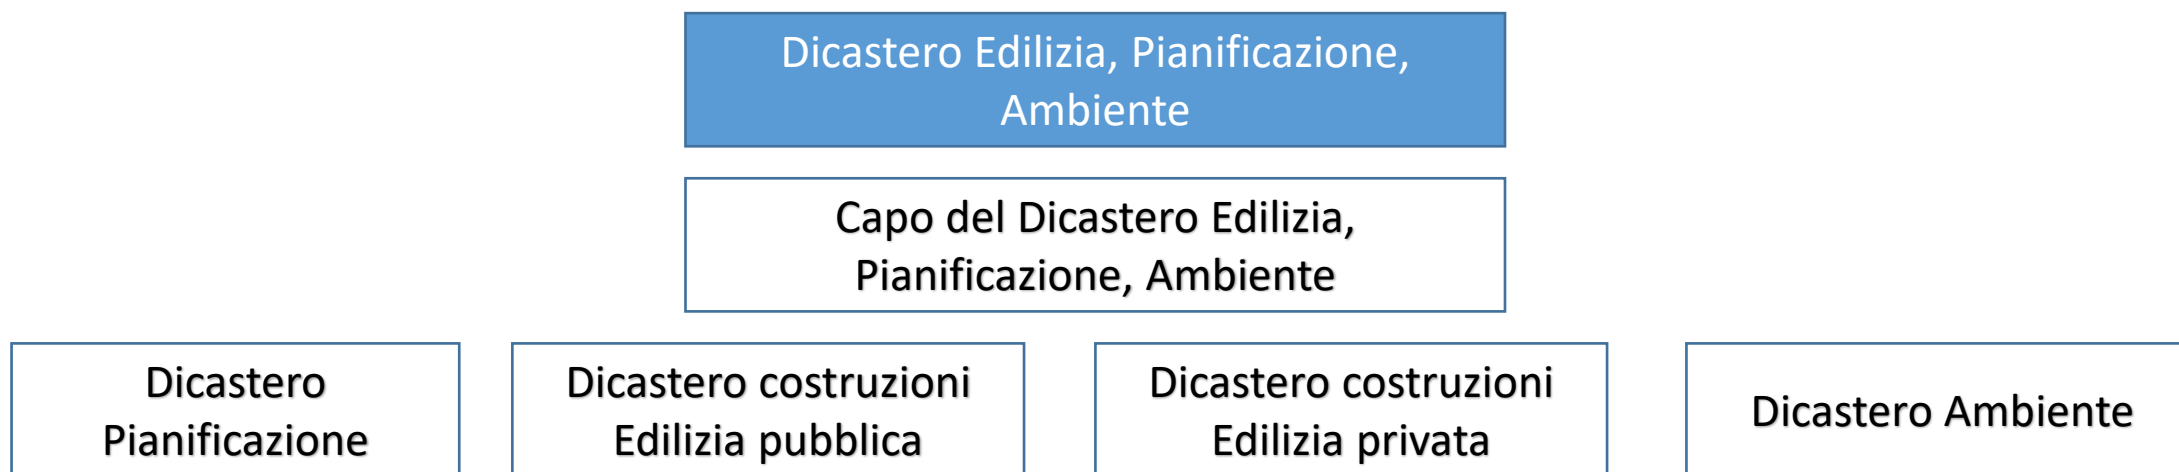 Dicastero Edilizia, Pianificazione,
Ambiente
Capo del Dicastero Edilizia,
Pianificazione, Ambiente
Dicastero
Pianificazione
Dicastero costruzioni
Edilizia pubblica
Dicastero costruzioni
Edilizia privata
Dicastero Ambiente